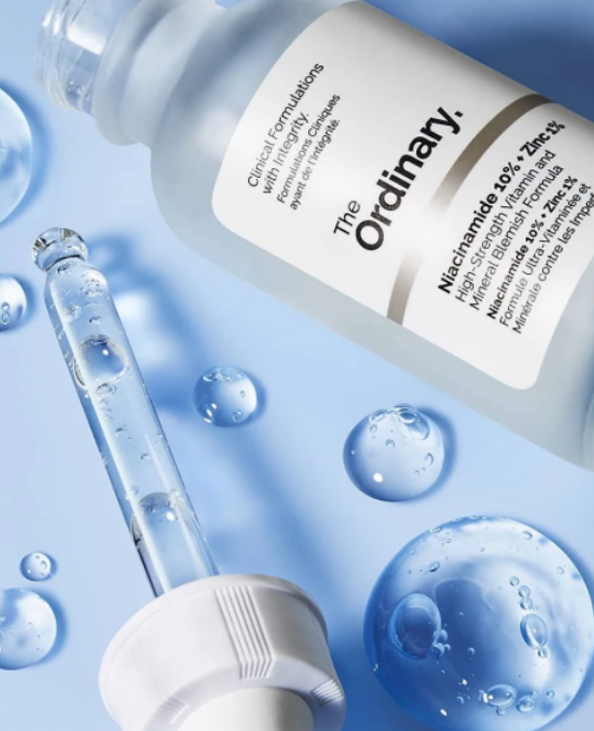 Clinical Formulations
with Integrity.
Formulations Cliniques
ayant de l'Intégrité.
The
Ordinary.
Niacinamide 10% + Zinc 1%
High-Strength Vitamin and
Mineral Blemish Formula
Niacinamide 10% + Zinc 1%
Formule Ultra-Vitaminée et
Minérale contre les Imper